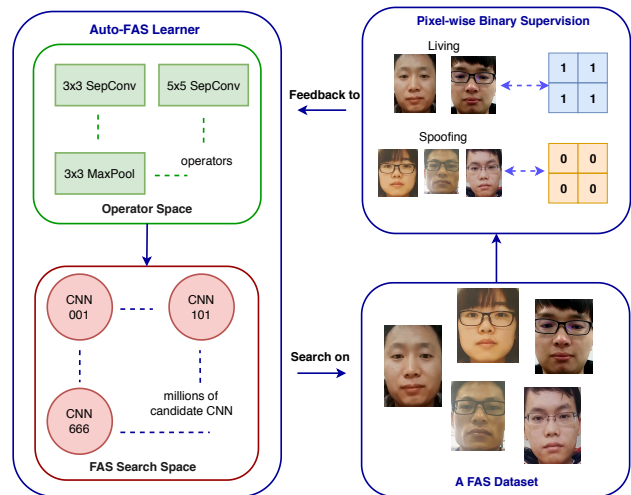 Auto-FAS Learner
3x3 SepConv
5x5 SepConv
operators
3x3 MaxPool
Operator Space
CNN
001
CNN
101
CNN
666
millions of
candidate CNN
FAS Search Space
Feedback to
Search on
Pixel-wise Binary Supervision
Living
1 1
1 1
Spoofing
0 0
0 0
A FAS Dataset